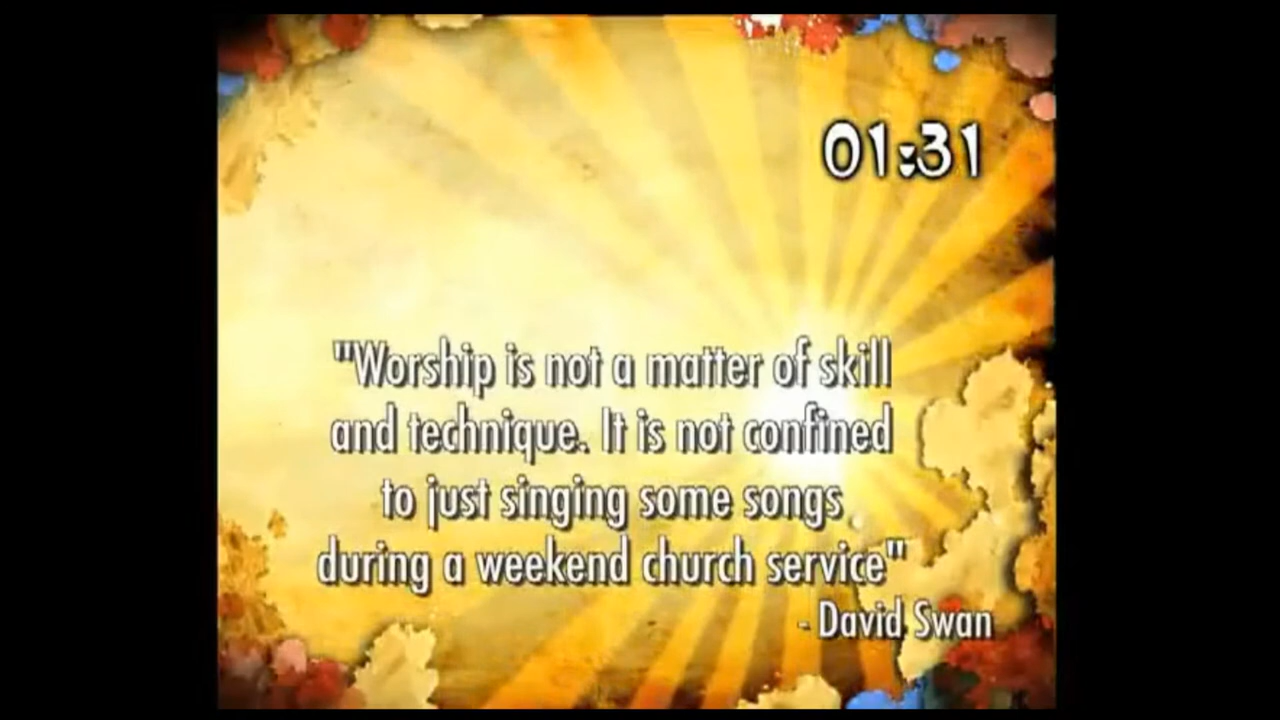 01:31
"Worship is not a matter of skill
and technique. It is not confined
to just singing some songs
during a weekend church service"
- David Swan